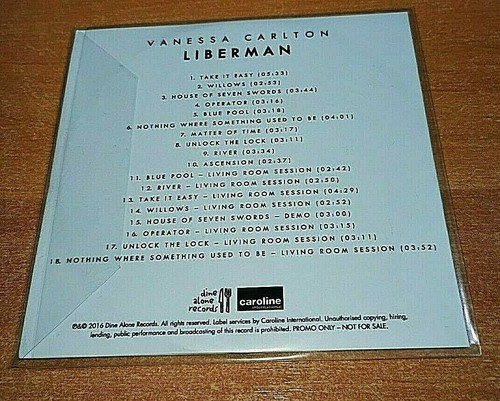 VANESSA CARLTON
LIBERMAN
1. TAKE IT EASY (05:33)
2. WILLOWS (02:53)
3. HOUSE OF SEVEN SWORDS (03:44)
4. OPERATOR (03:16)
5. BLUE POOL (03:18)
6. NOTHING WHERE SOMETHING USED TO BE (04:01)
7. MATTER OF TIME (03:17)
8. UNLOCK THE LOCK (03:11)
9. RIVER (03:34)
10. ASCENSION (02:37)
11. BLUE POOL – LIVING ROOM SESSION (02:42)
12. RIVER – LIVING ROOM SESSION (02:50)
13. TAKE IT EASY – LIVING ROOM SESSION (04:29)
14. WILLOWS – LIVING ROOM SESSION (02:52)
15. HOUSE OF SEVEN SWORDS – DEMO (03:00)
16. OPERATOR – LIVING ROOM SESSION (03:15)
17. UNLOCK THE LOCK – LIVING ROOM SESSION (03:11)
18. NOTHING WHERE SOMETHING USED TO BE – LIVING ROOM SESSION (03:52)
dine
alone
records
caroline
INTERNATIONAL
℗&© 2016 Dine Alone Records. All rights reserved. Label services by Caroline International. Unauthorised copying, hiring,
lending, public performance and broadcasting of this record is prohibited. PROMO ONLY – NOT FOR SALE.